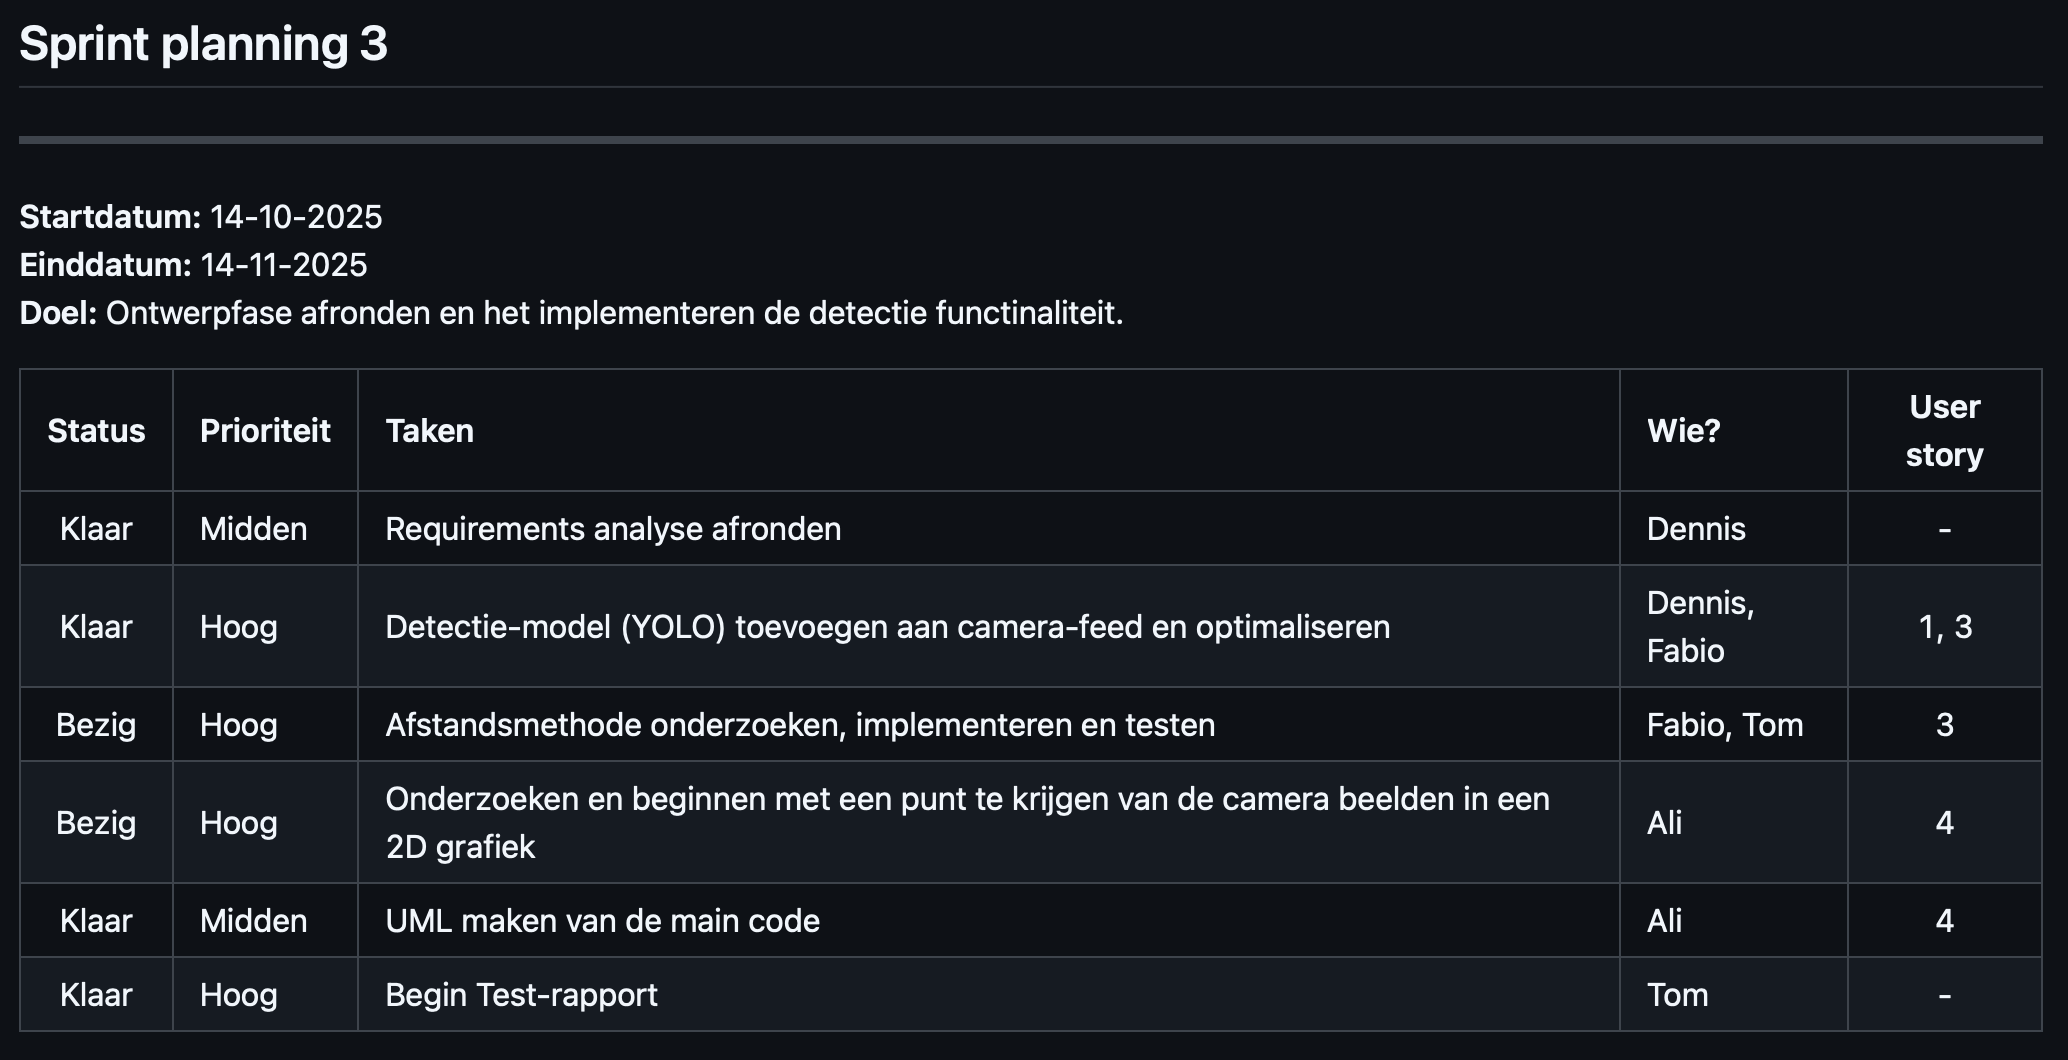 Sprint planning 3
Startdatum: 14-10-2025
Einddatum: 14-11-2025
Doel: Ontwerpfase afronden en het implementeren de detectie functinaliteit.
Status Prioriteit Taken Wie? User story
Klaar Midden Requirements analyse afronden Dennis -
Klaar Hoog Detectie-model (YOLO) toevoegen aan camera-feed en optimaliseren Dennis, Fabio 1, 3
Bezig Hoog Afstandsmethode onderzoeken, implementeren en testen Fabio, Tom 3
Bezig Hoog Onderzoeken en beginnen met een punt te krijgen van de camera beelden in een 2D grafiek Ali 4
Klaar Midden UML maken van de main code Ali 4
Klaar Hoog Begin Test-rapport Tom -